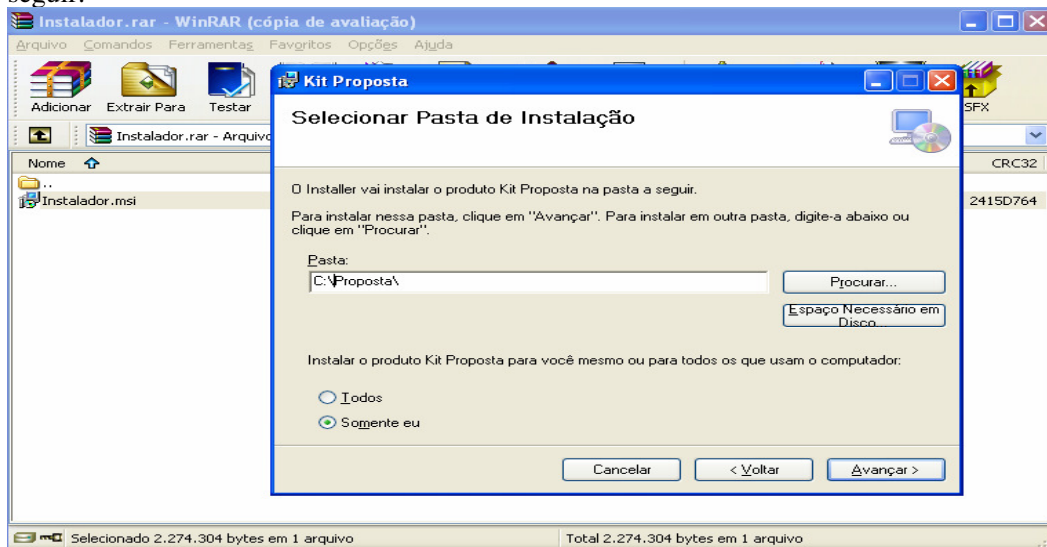 seguir:
Instalador.rar - WinRAR (cópia de avaliação)
Arquivo Comandos Ferramentas Favoritos Opções Ajuda
Adicionar Extrair Para Testar SFX
Instalador.rar - Arquivo
Nome CRC32
..
Instalador.msi 2415D764
Kit Proposta
Selecionar Pasta de Instalação
O Installer vai instalar o produto Kit Proposta na pasta a seguir.
Para instalar nessa pasta, clique em "Avançar". Para instalar em outra pasta, digite-a abaixo ou
clique em "Procurar".
Pasta:
C:\Proposta\
Procurar...
Espaço Necessário em
Disco...
Instalar o produto Kit Proposta para você mesmo ou para todos os que usam o computador:
Todos
Somente eu
Cancelar < Voltar Avançar >
Selecionado 2.274.304 bytes em 1 arquivo Total 2.274.304 bytes em 1 arquivo